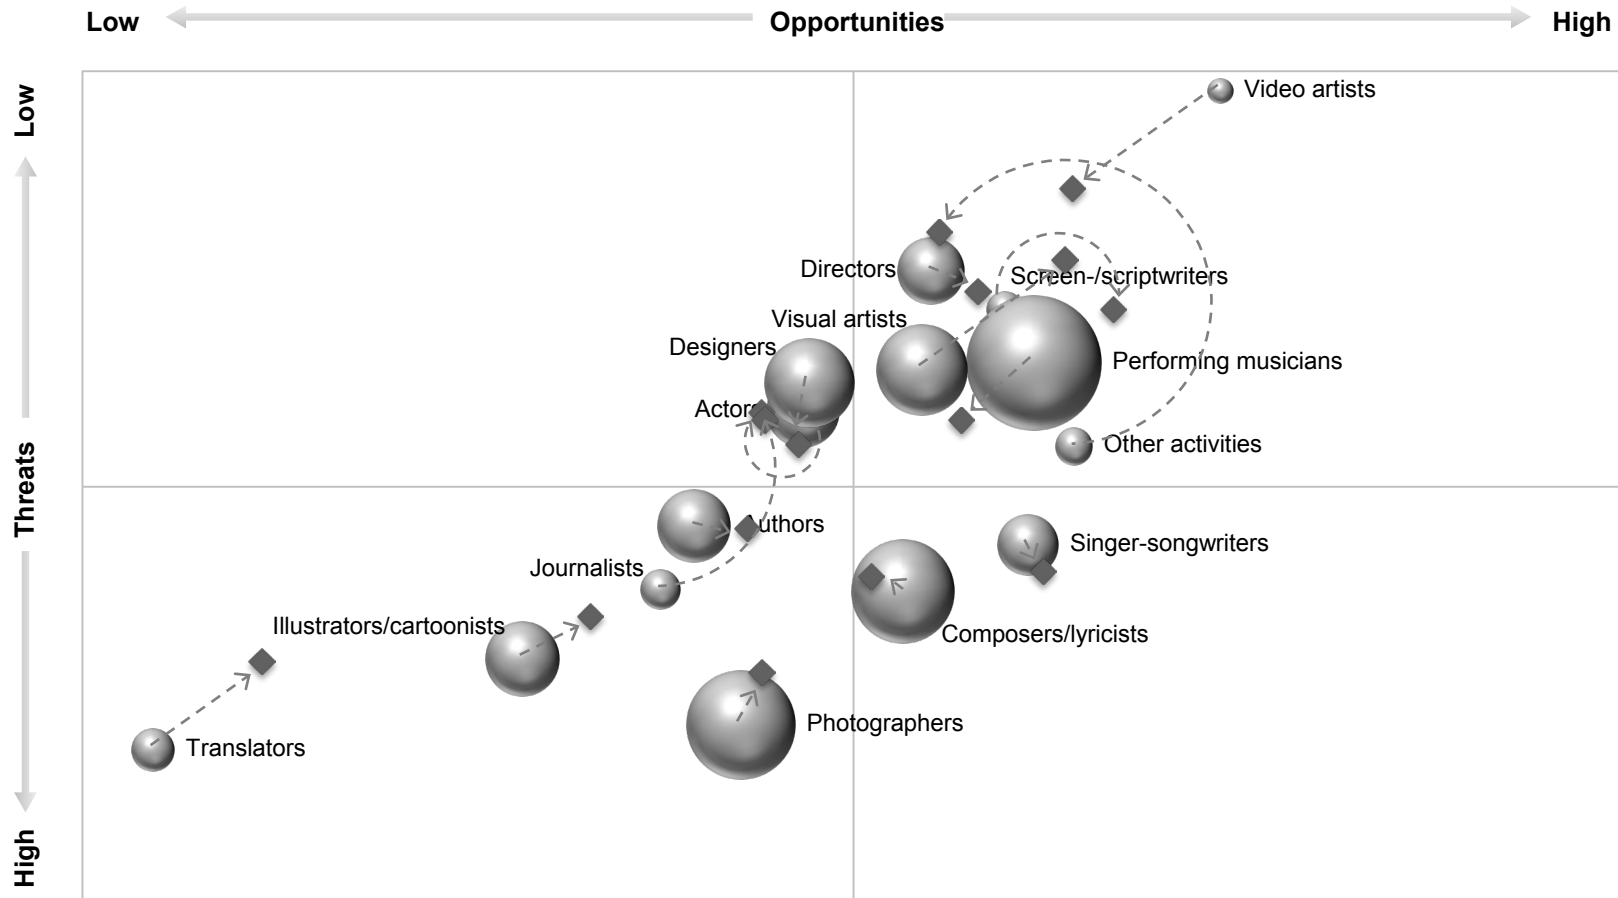 Low
Opportunities
High
Low
Threats
High
Video artists
Directors
Screen-/scriptwriters
Visual artists
Designers
Performing musicians
Actors
Other activities
Authors
Singer-songwriters
Journalists
Illustrators/cartoonists
Composers/lyricists
Photographers
Translators